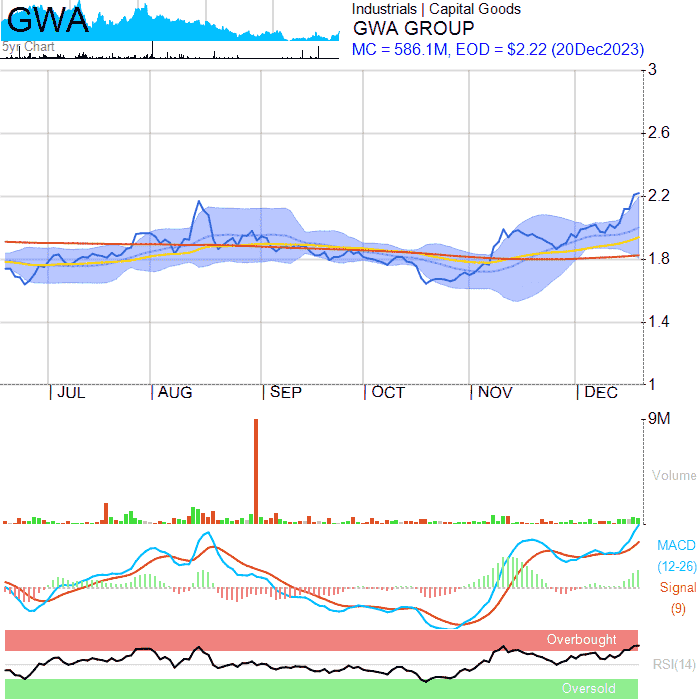 GWA
5yr Chart
Industrials | Capital Goods
GWA GROUP
MC = 586.1M, EOD = $2.22 (20Dec2023)
3
2.6
2.2
1.8
1.4
1
JUL AUG SEP OCT NOV DEC
9M
Volume
MACD
(12-26)
Signal
(9)
Overbought
RSI(14)
Oversold